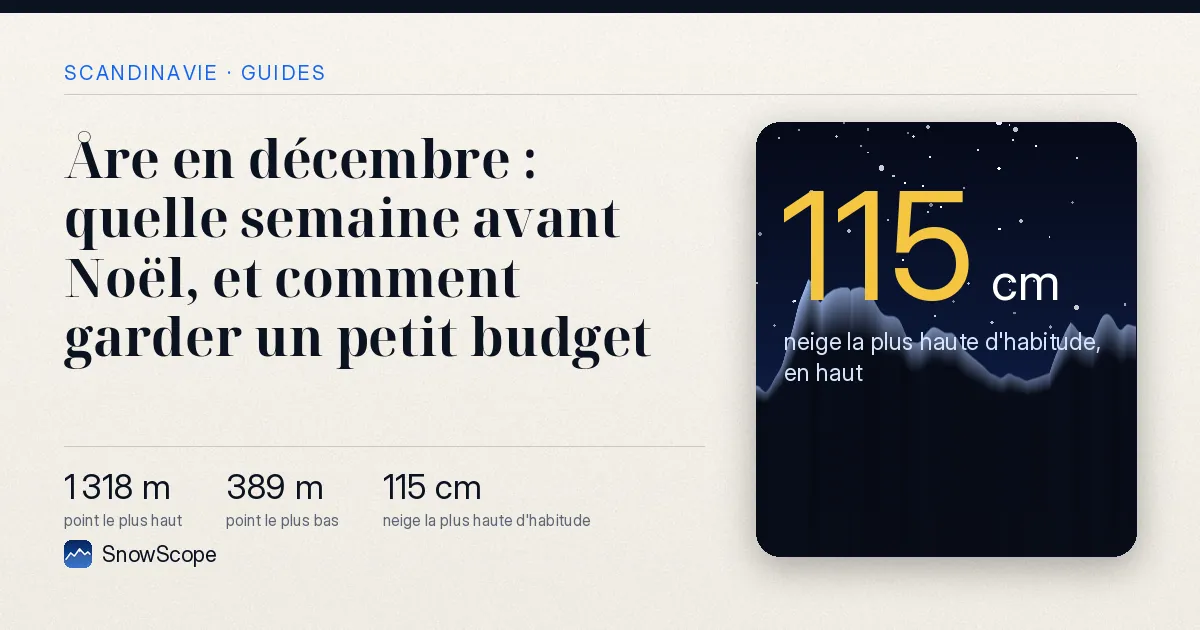 SCANDINAVIE · GUIDES
Åre en décembre :
quelle semaine avant
Noël, et comment
garder un petit budget
115 cm
neige la plus haute d'habitude,
en haut
1 318 m 389 m 115 cm
point le plus haut point le plus bas neige la plus haute d'habitude
SnowScope